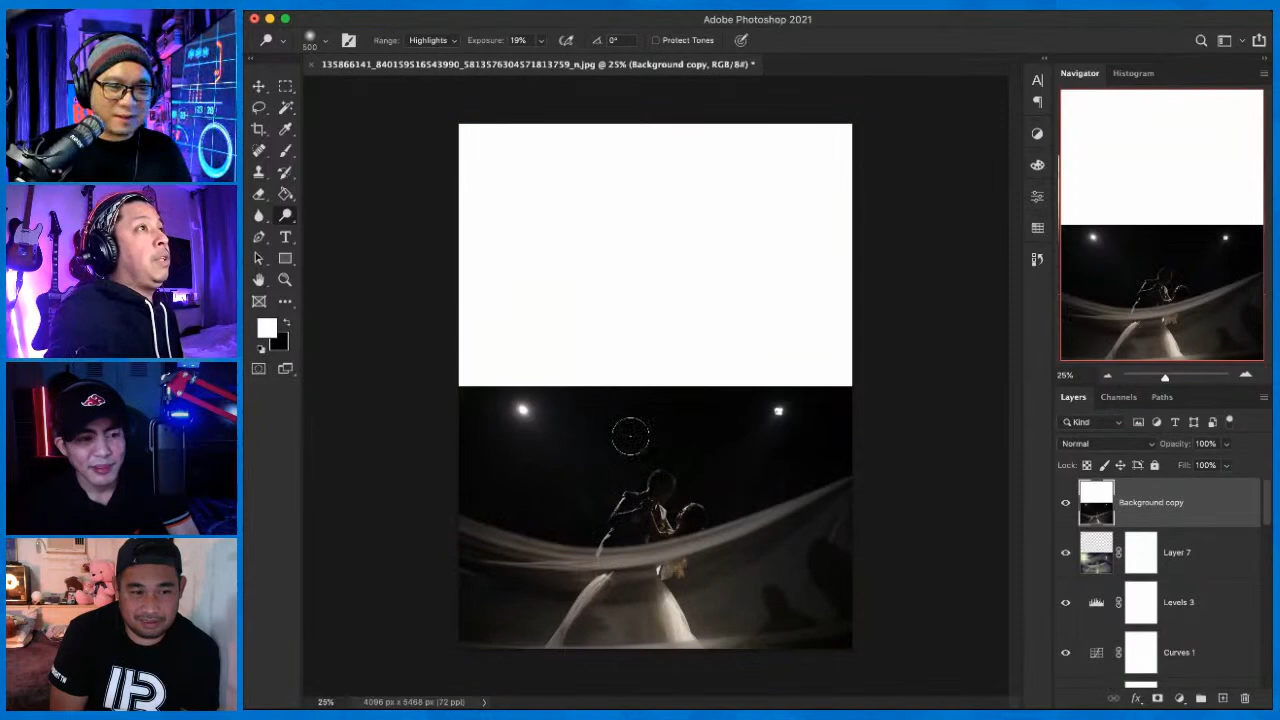 Adobe Photoshop 2021
500
Range: Highlights
Exposure: 19%
0°
Protect Tones
135866141_840159516543990_5813576304571813759_n.jpg @ 25% (Background copy, RGB/8#) *
Navigator
Histogram
25%
Layers
Channels
Paths
Kind
Normal
Opacity: 100%
Lock:
Fill: 100%
Background copy
Layer 7
Levels 3
Curves 1
fx
25%
4096 px x 5468 px (72 ppi)